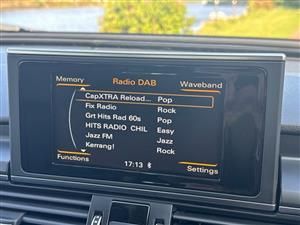 Memory Radio DAB Waveband
CapXTRA Reload... Pop
Fix Radio Rock
Grt Hits Rad 60s Pop
HITS RADIO CHIL Easy
Jazz FM Jazz
Kerrang! Rock
Functions 17:13 Settings